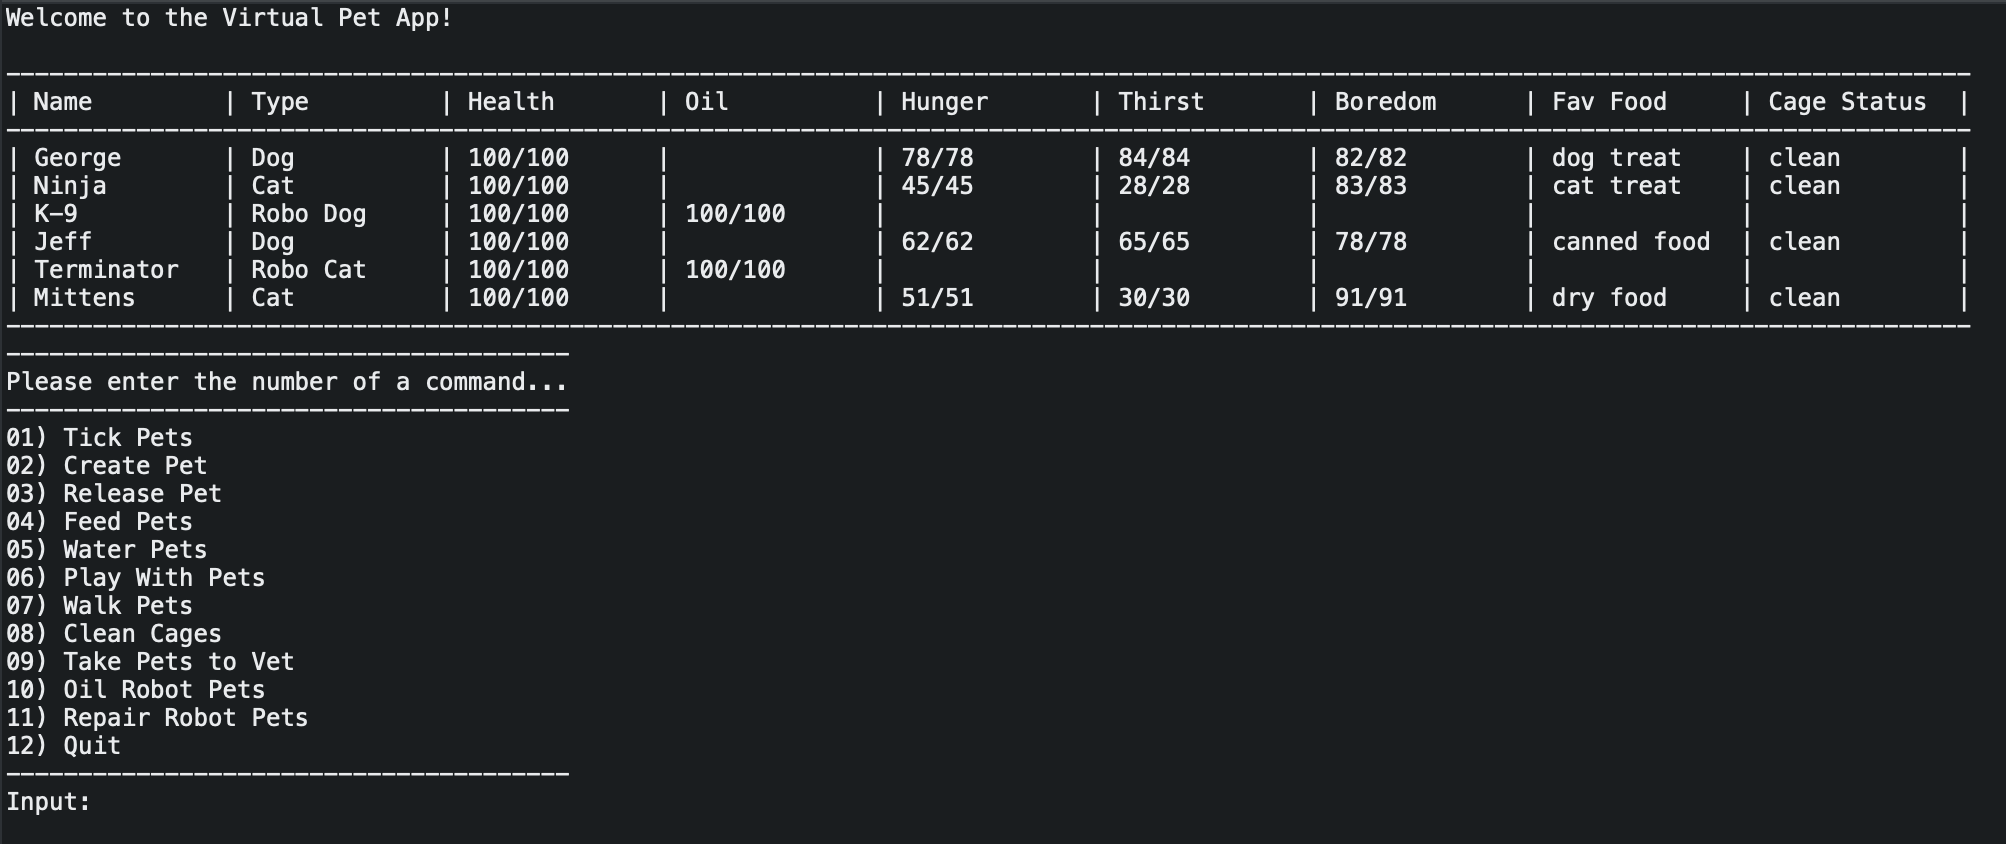 Welcome to the Virtual Pet App!
----------------------------------------------------------------------------------------------------------------------------------------
| Name         | Type         | Health       | Oil          | Hunger       | Thirst       | Boredom      | Fav Food     | Cage Status  |
----------------------------------------------------------------------------------------------------------------------------------------
| George       | Dog          | 100/100      |              | 78/78        | 84/84        | 82/82        | dog treat    | clean        |
| Ninja        | Cat          | 100/100      |              | 45/45        | 28/28        | 83/83        | cat treat    | clean        |
| K-9          | Robo Dog     | 100/100      | 100/100      |              |              |              |              |              |
| Jeff         | Dog          | 100/100      |              | 62/62        | 65/65        | 78/78        | canned food  | clean        |
| Terminator   | Robo Cat     | 100/100      | 100/100      |              |              |              |              |              |
| Mittens      | Cat          | 100/100      |              | 51/51        | 30/30        | 91/91        | dry food     | clean        |
----------------------------------------------------------------------------------------------------------------------------------------
---------------------------------------
Please enter the number of a command...
---------------------------------------
01) Tick Pets
02) Create Pet
03) Release Pet
04) Feed Pets
05) Water Pets
06) Play With Pets
07) Walk Pets
08) Clean Cages
09) Take Pets to Vet
10) Oil Robot Pets
11) Repair Robot Pets
12) Quit
---------------------------------------
Input: